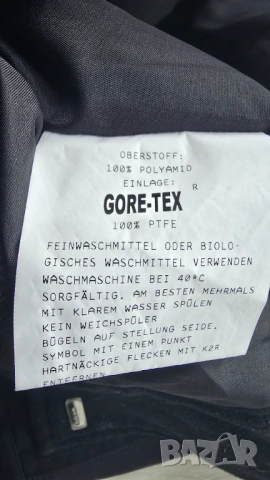 OBERSTOFF:
100% POLYAMID
EINLAGE:
GORE-TEX R
100% PTFE
FEINWASCHMITTEL ODER BIOLO-
GISCHES WASCHMITTEL VERWENDEN
WASCHMASCHINE BEI 40°C
SORGFÄLTIG. AM BESTEN MEHRMALS
MIT KLAREM WASSER SPÜLEN
KEIN WEICHSPÜLER
BÜGELN AUF STELLUNG SEIDE.
SYMBOL MIT EINEM PUNKT
HARTNÄCKIGE FLECKEN MIT K2R
ENTFERNEN
BAZAR